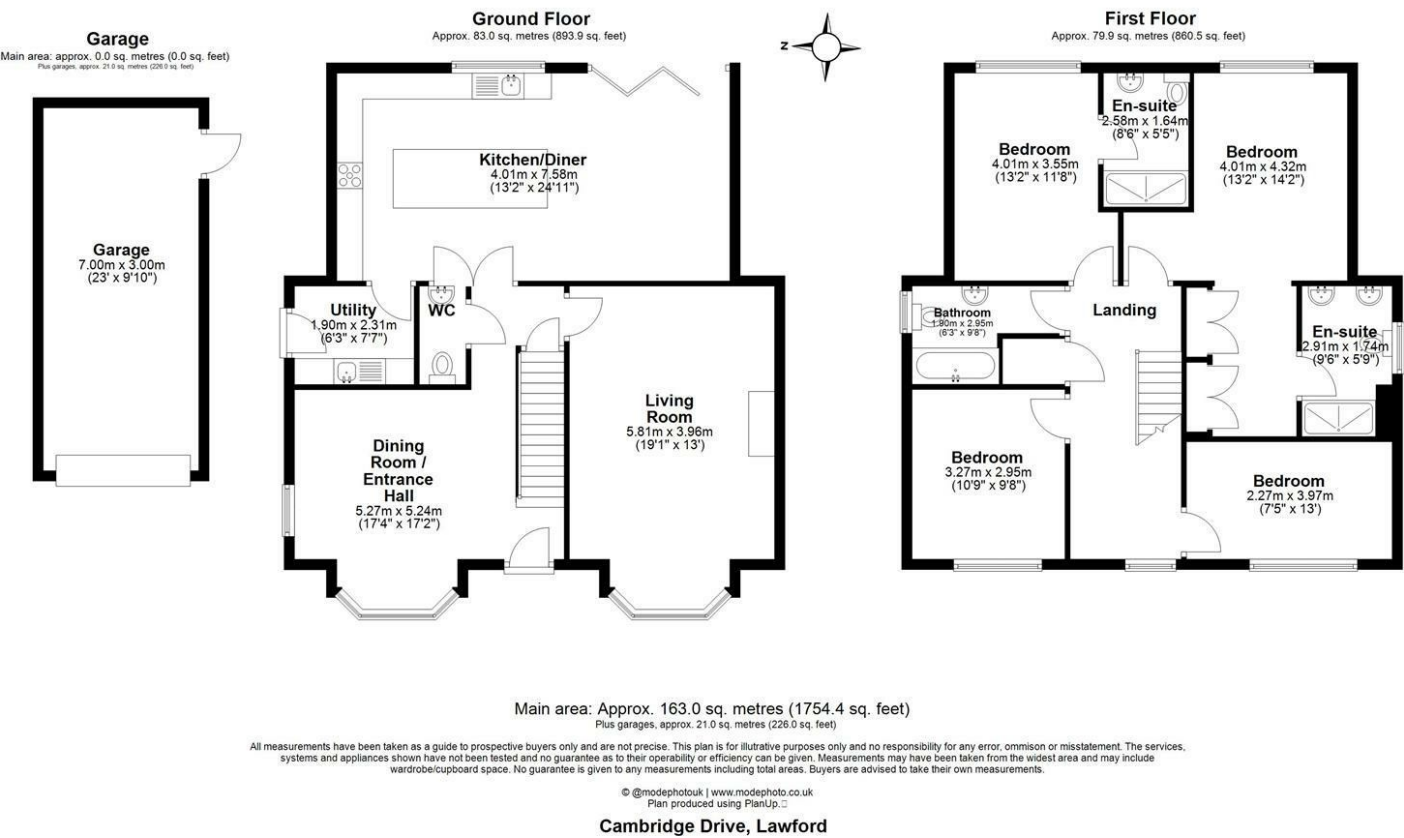 Garage
Main area: approx. 0.0 sq. metres (0.0 sq. feet)
Plus garages, approx. 21.0 sq. metres (226.0 sq. feet)
Garage
7.00m x 3.00m
(23' x 9'10")
Ground Floor
Approx. 83.0 sq. metres (893.9 sq. feet)
Kitchen/Diner
4.01m x 7.58m
(13'2" x 24'11")
Utility
1.90m x 2.31m
(6'3" x 7'7")
WC
Living
Room
5.81m x 3.96m
(19'1" x 13')
Dining
Room /
Entrance
Hall
5.27m x 5.24m
(17'4" x 17'2")
z
First Floor
Approx. 79.9 sq. metres (860.5 sq. feet)
En-suite
2.58m x 1.64m
(8'6" x 5'5")
Bedroom
4.01m x 3.55m
(13'2" x 11'8")
Bedroom
4.01m x 4.32m
(13'2" x 14'2")
Bathroom
1.90m x 2.95m
(6'3" x 9'8")
Landing
En-suite
2.91m x 1.74m
(9'6" x 5'9")
Bedroom
3.27m x 2.95m
(10'9" x 9'8")
Bedroom
2.27m x 3.97m
(7'5" x 13')
Main area: Approx. 163.0 sq. metres (1754.4 sq. feet)
Plus garages, approx. 21.0 sq. metres (226.0 sq. feet)
All measurements have been taken as a guide to prospective buyers only and are not precise. This plan is for illutrative purposes only and no responsibility for any error, ommison or misstatement. The services,
systems and appliances shown have not been tested and no guarantee as to their operability or efficiency can be given. Measurements may have been taken from the widest area and may include
wardrobe/cupboard space. No guarantee is given to any measurements including total areas. Buyers are advised to take their own measurements.
© @modephotouk | www.modephoto.co.uk
Plan produced using PlanUp.
Cambridge Drive, Lawford